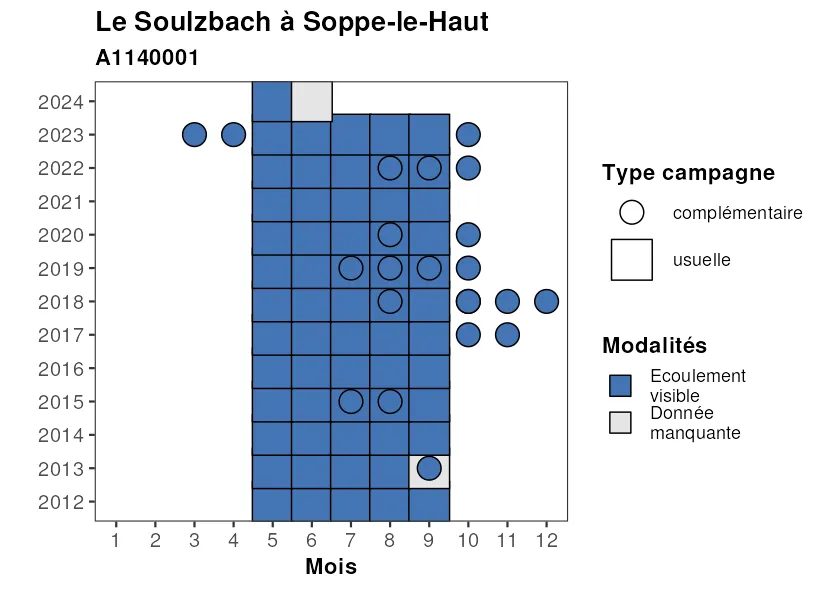 Le Soulzbach à Soppe-le-Haut
A1140001
2024
2023
2022
2021
2020
2019
2018
2017
2016
2015
2014
2013
2012
1 2 3 4 5 6 7 8 9 10 11 12
Mois
Type campagne
complémentaire
usuelle
Modalités
Ecoulement
visible
Donnée
manquante